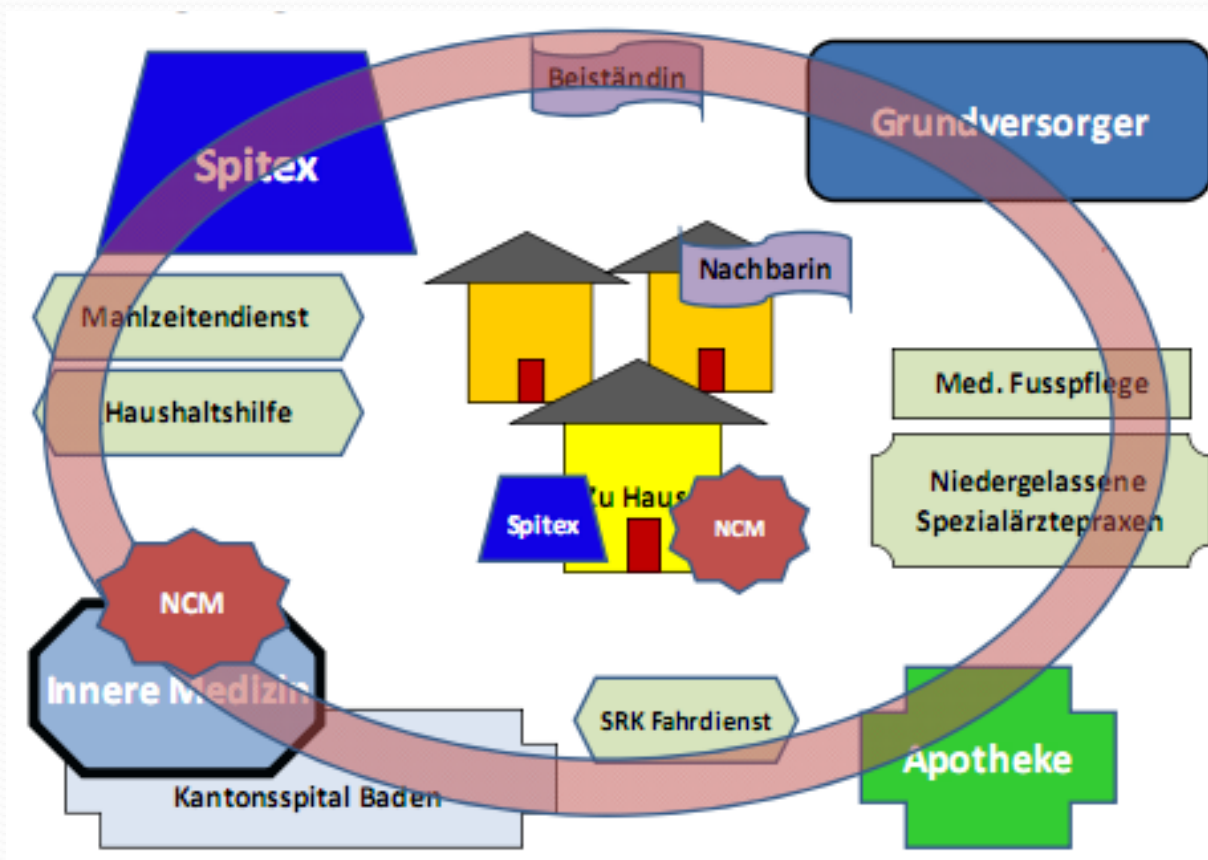 Beiständin
Grundversorger
Spitex
Nachbarin
Mahlzeitendienst
Med. Fusspflege
Haushaltshilfe
Niedergelassene
Spezialärztepraxen
Zu Haus
Spitex
NCM
NCM
Innere Medizin
SRK Fahrdienst
Apotheke
Kantonsspital Baden